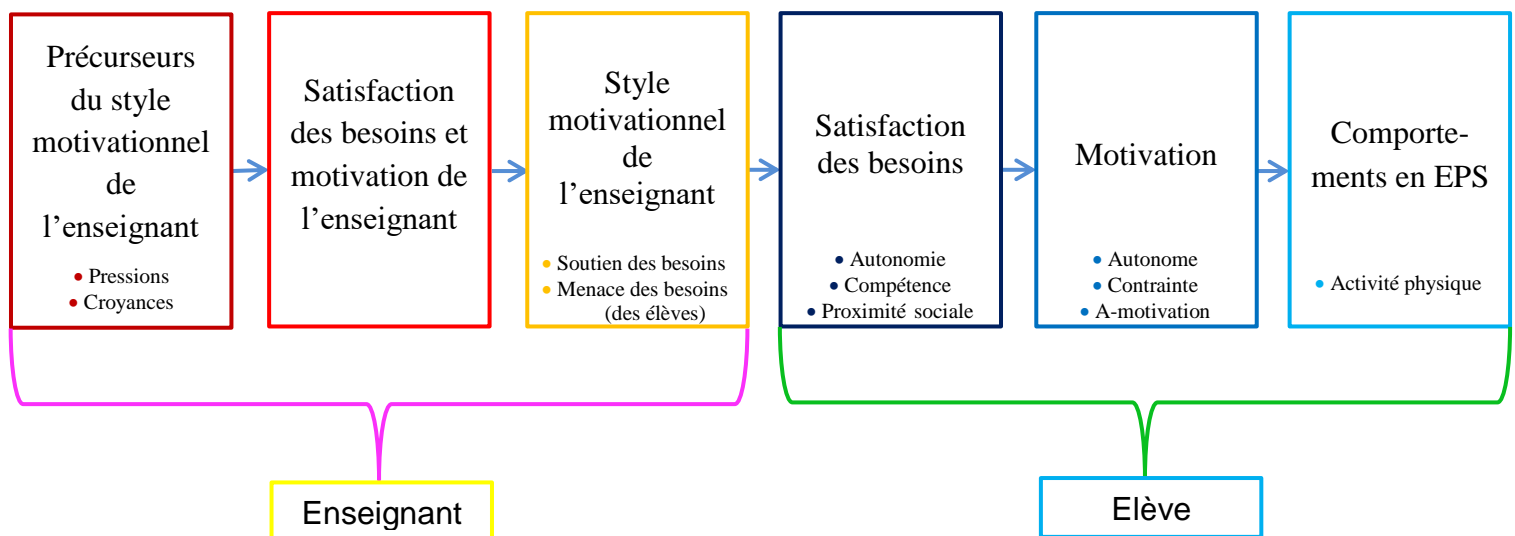 Précurseurs
du style
motivationnel
de
l’enseignant
● Pressions
● Croyances
Satisfaction
des besoins et
motivation de
l’enseignant
Style
motivationnel
de
l’enseignant
● Soutien des besoins
● Menace des besoins
(des élèves)
Satisfaction
des besoins
● Autonomie
● Compétence
● Proximité sociale
Motivation
● Autonome
● Contrainte
● A-motivation
Comporte-
ments en EPS
● Activité physique
Enseignant
Elève